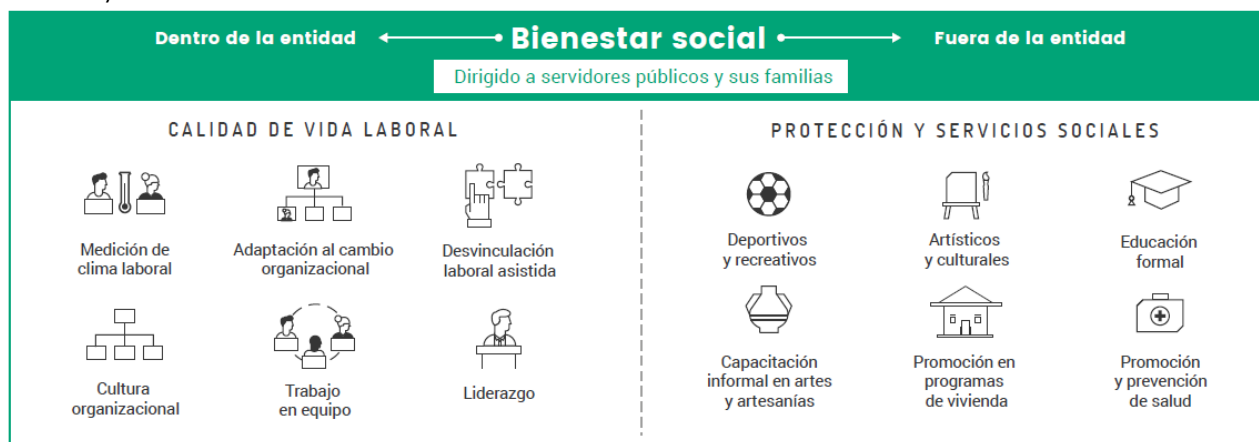 Dentro de la entidad
Bienestar social
Fuera de la entidad
Dirigido a servidores públicos y sus familias
CALIDAD DE VIDA LABORAL
Medición de
clima laboral
Adaptación al cambio
organizacional
Desvinculación
laboral asistida
Cultura
organizacional
Trabajo
en equipo
Liderazgo
PROTECCIÓN Y SERVICIOS SOCIALES
Deportivos
y recreativos
Artísticos
y culturales
Educación
formal
Capacitación
informal en artes
y artesanías
Promoción en
programas
de vivienda
Promoción
y prevención
de salud